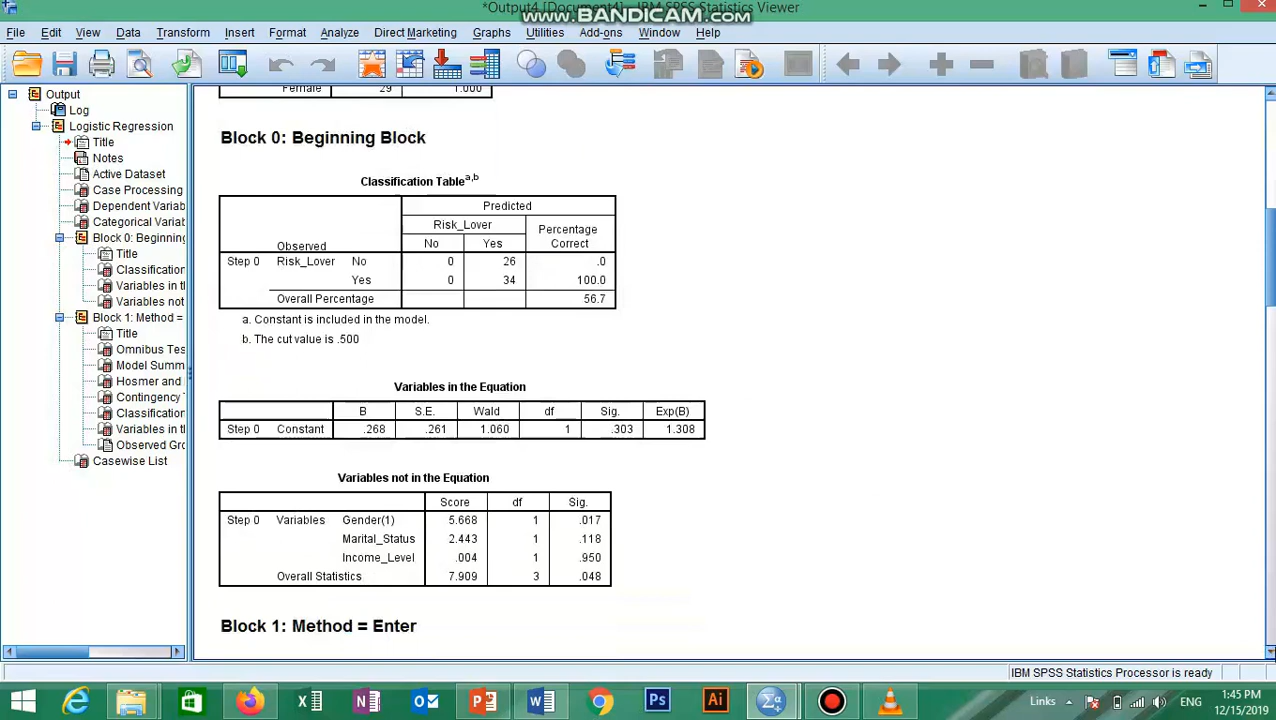 *Output4 [Document4] - IBM SPSS Statistics Viewer
www.BANDICAM.com
File Edit View Data Transform Insert Format Analyze Direct Marketing Graphs Utilities Add-ons Window Help
Output
Log
Logistic Regression
Title
Notes
Active Dataset
Case Processing
Dependent Variab
Categorical Variab
Block 0: Beginning
Title
Classification
Variables in t
Variables not
Block 1: Method =
Title
Omnibus Tes
Model Summ
Hosmer and
Contingency
Classification
Variables in t
Observed Gro
Casewise List
Female 29 1.000
Block 0: Beginning Block
Classification Table a,b
Predicted
Risk_Lover Percentage Correct
Observed No Yes
Step 0 Risk_Lover No 0 26 .0
Yes 0 34 100.0
Overall Percentage 56.7
a. Constant is included in the model.
b. The cut value is .500
Variables in the Equation
B S.E. Wald df Sig. Exp(B)
Step 0 Constant .268 .261 1.060 1 .303 1.308
Variables not in the Equation
Score df Sig.
Step 0 Variables Gender(1) 5.668 1 .017
Marital_Status 2.443 1 .118
Income_Level .004 1 .950
Overall Statistics 7.909 3 .048
Block 1: Method = Enter
IBM SPSS Statistics Processor is ready
Links ENG 1:45 PM
12/15/2019